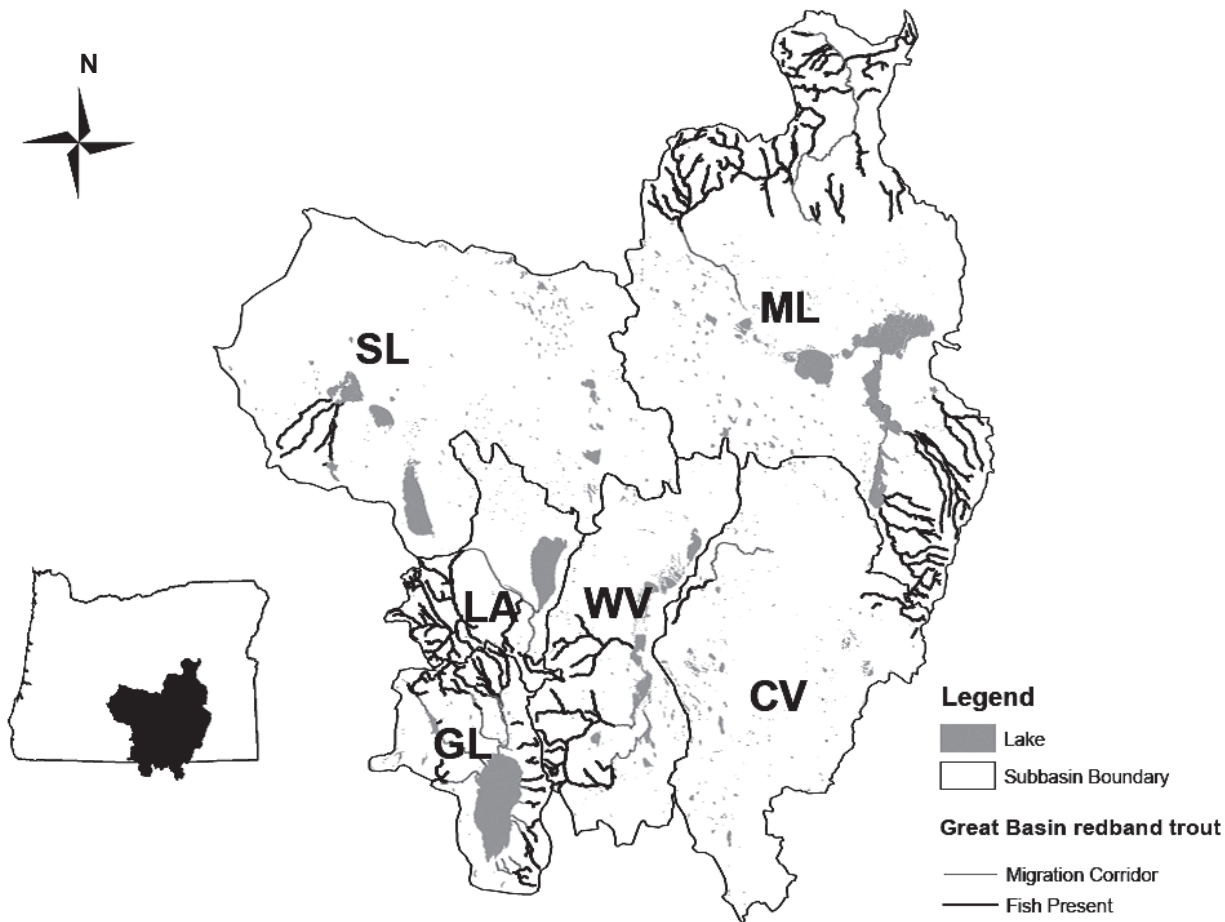 N
ML
SL
LA
WV
CV
GL
Legend
Lake
Subbasin Boundary
Great Basin redband trout
Migration Corridor
Fish Present